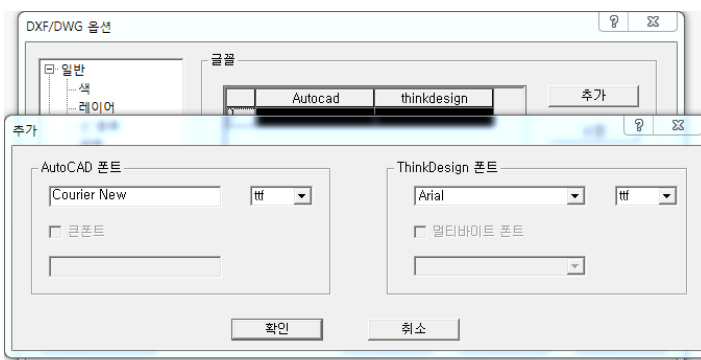 DXF/DWG 옵션
일반
색
레이어
글꼴
Autocad thinkdesign
추가
추가
AutoCAD 폰트
Courier New ttf
큰폰트
ThinkDesign 폰트
Arial ttf
멀티바이트 폰트
확인 취소